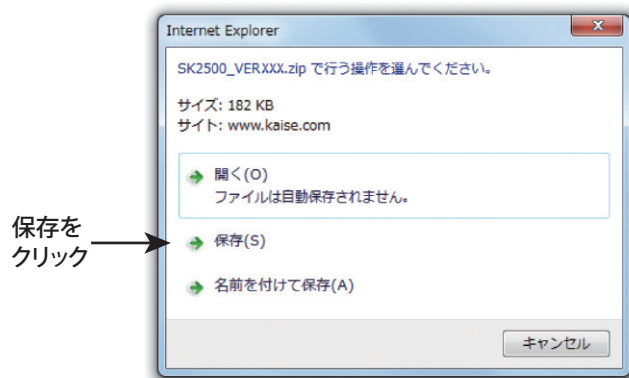 Internet Explorer
SK2500_VERXXX.zip で行う操作を選んでください。
サイズ: 182 KB
サイト: www.kaise.com
開く(O)
ファイルは自動保存されません。
保存を
クリック
保存(S)
名前を付けて保存(A)
キャンセル